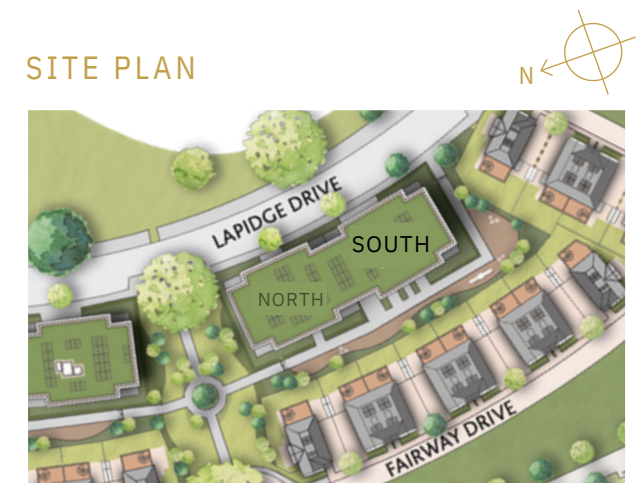 SITE PLAN
N
LAPIDGE DRIVE
SOUTH
NORTH
FAIRWAY DRIVE